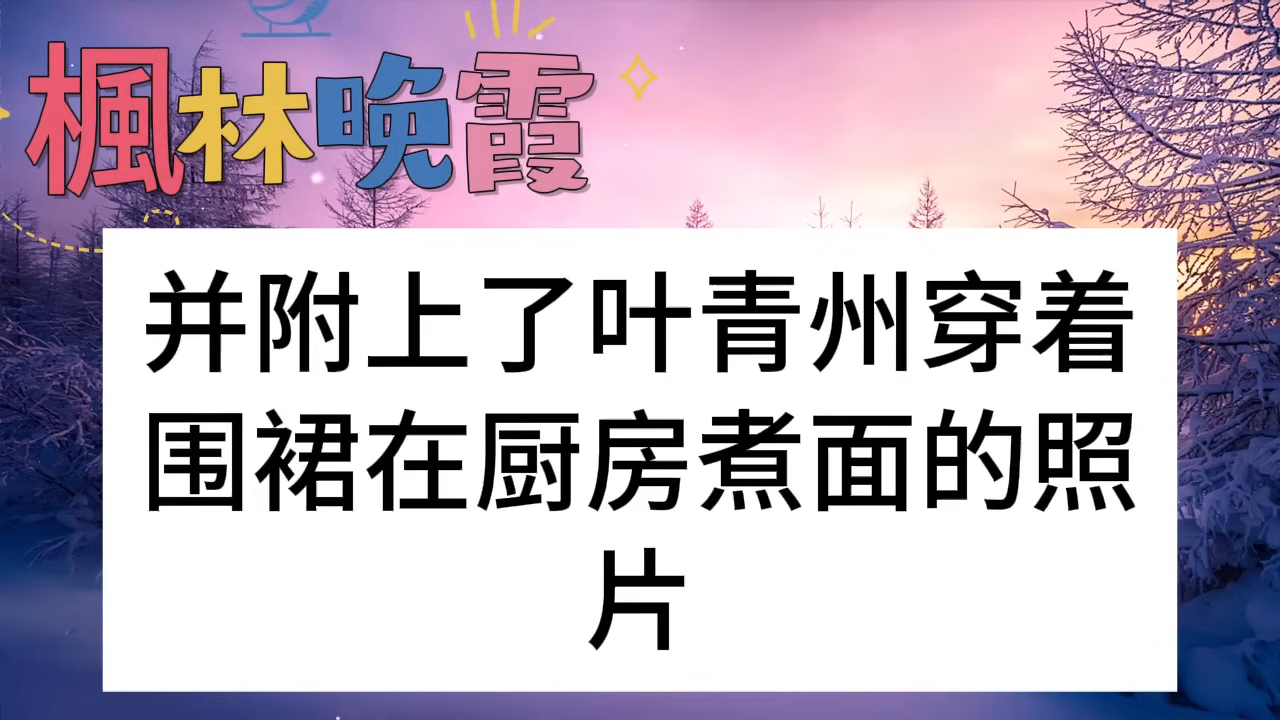 楓林晚霞
并附上了叶青州穿着
围裙在厨房煮面的照
片